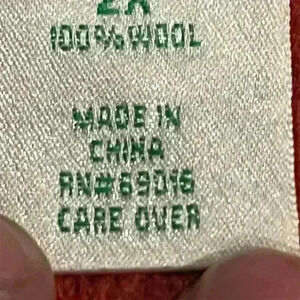 2X
100% WOOL
MADE IN
CHINA
RN# 69016
CARE OVER